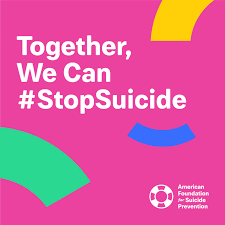 Together,
We Can
#StopSuicide
American
Foundation
for Suicide
Prevention